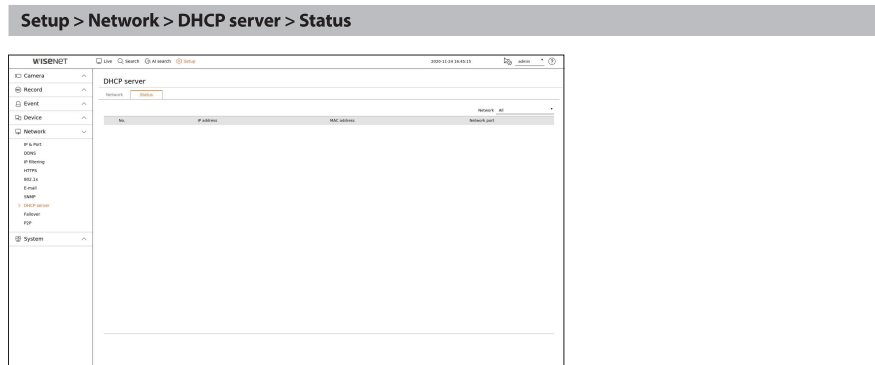 Setup > Network > DHCP server > Status
WISENET
Live Search AI search Setup
2020-11-24 16:45:15
admin
Camera
Record
Event
Device
Network
IP & Port
DDNS
IP filtering
HTTPS
802.1x
E-mail
SNMP
> DHCP server
Failover
P2P
System
DHCP server
Network Status
Network All
No. IP address MAC address Network port